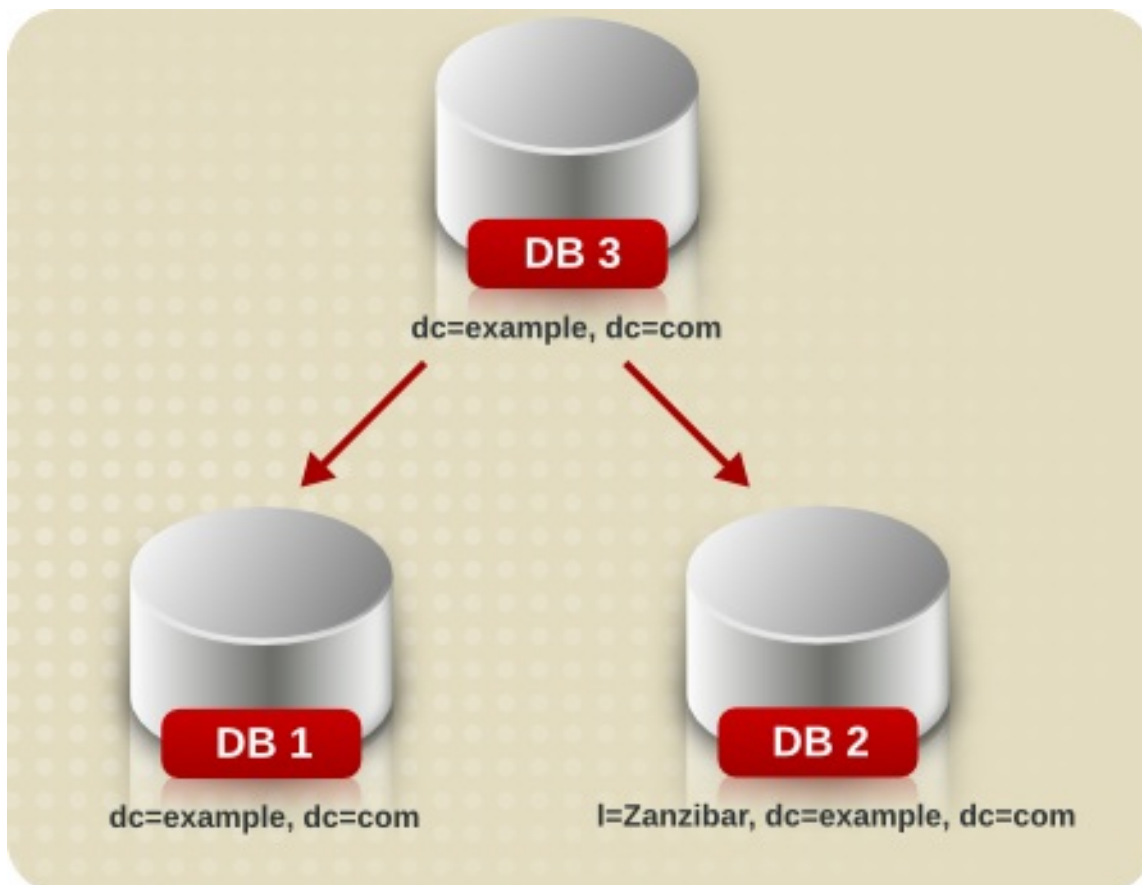 DB 3
dc=example, dc=com
DB 1
DB 2
dc=example, dc=com
l=Zanzibar, dc=example, dc=com